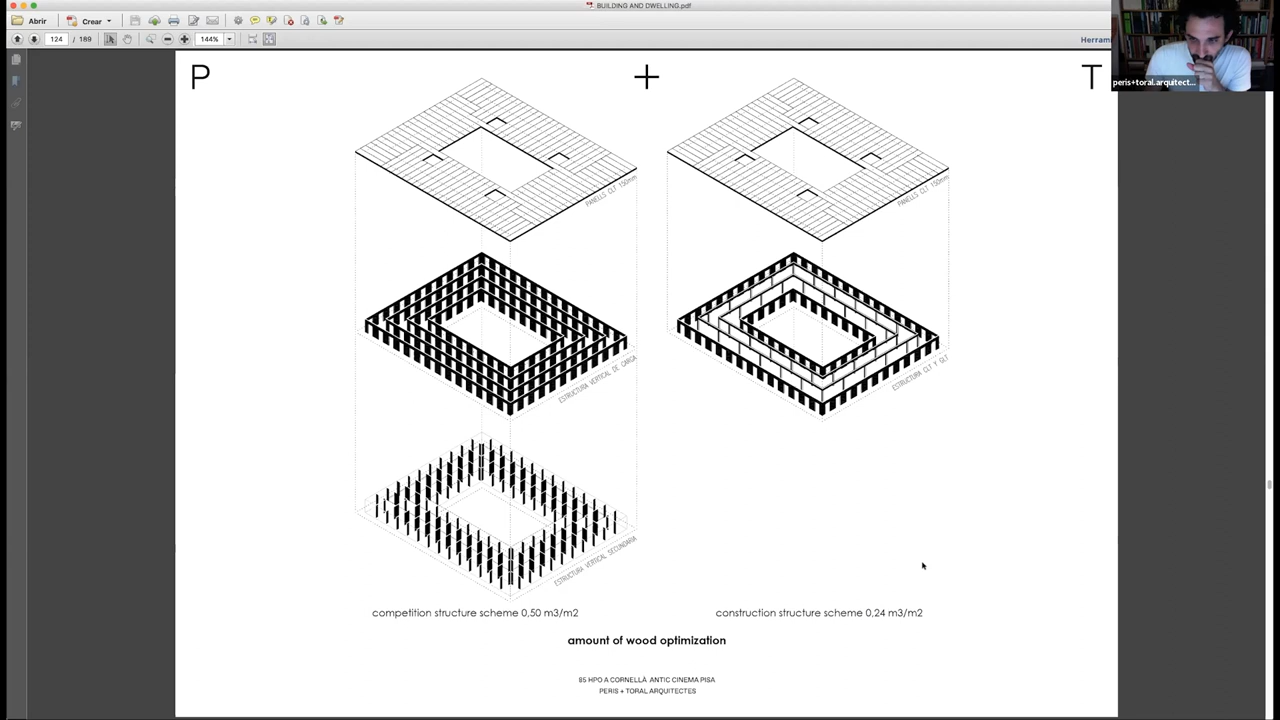 BUILDING AND DWELLING.pdf
Abrir
Crear
124 / 189
144%
Herrami
peris+toral.arquitect...
P + T
PANELLS CLT 150mm
PANELLS CLT 150mm
ESTRUCTURA VERTICAL DE CARGA
ESTRUCTURA CLT Y GLT
ESTRUCTURA VERTICAL SECUNDARIA
competition structure scheme 0,50 m3/m2
construction structure scheme 0,24 m3/m2
amount of wood optimization
85 HPO A CORNELLÀ ANTIC CINEMA PISA
PERIS + TORAL ARQUITECTES